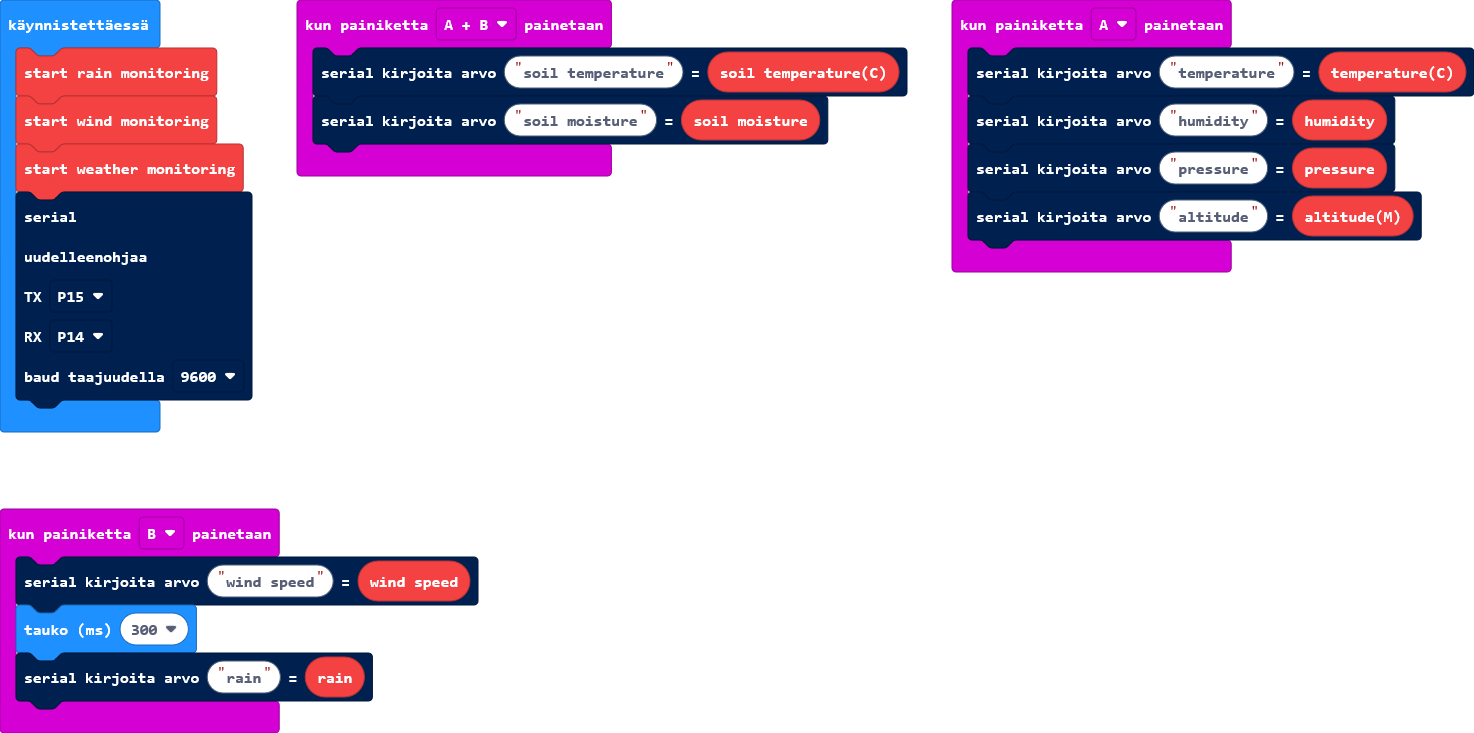 käynnistettäessä
start rain monitoring
start wind monitoring
start weather monitoring
serial
uudelleenohjaa
TX P15
RX P14
baud taajuudella 9600
kun painiketta A + B painetaan
serial kirjoita arvo "soil temperature" = soil temperature(C)
serial kirjoita arvo "soil moisture" = soil moisture
kun painiketta A painetaan
serial kirjoita arvo "temperature" = temperature(C)
serial kirjoita arvo "humidity" = humidity
serial kirjoita arvo "pressure" = pressure
serial kirjoita arvo "altitude" = altitude(M)
kun painiketta B painetaan
serial kirjoita arvo "wind speed" = wind speed
tauko (ms) 300
serial kirjoita arvo "rain" = rain